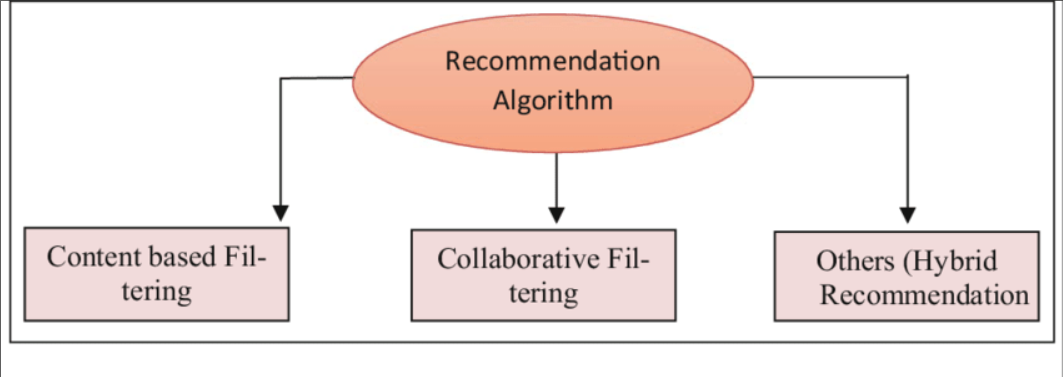 Recommendation
Algorithm
Content based Fil-
tering
Collaborative Fil-
tering
Others (Hybrid
Recommendation